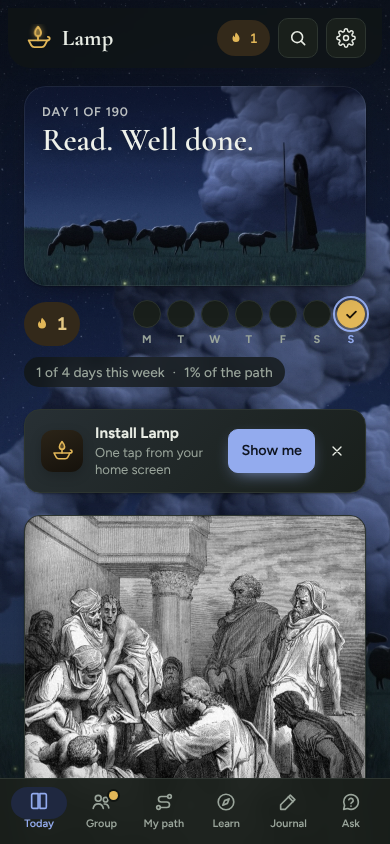 Lamp
1
DAY 1 OF 190
Read. Well done.
1
M T W T F S S
1 of 4 days this week · 1% of the path
Install Lamp
One tap from your
home screen
Show me
Today
Group
My path
Learn
Journal
Ask